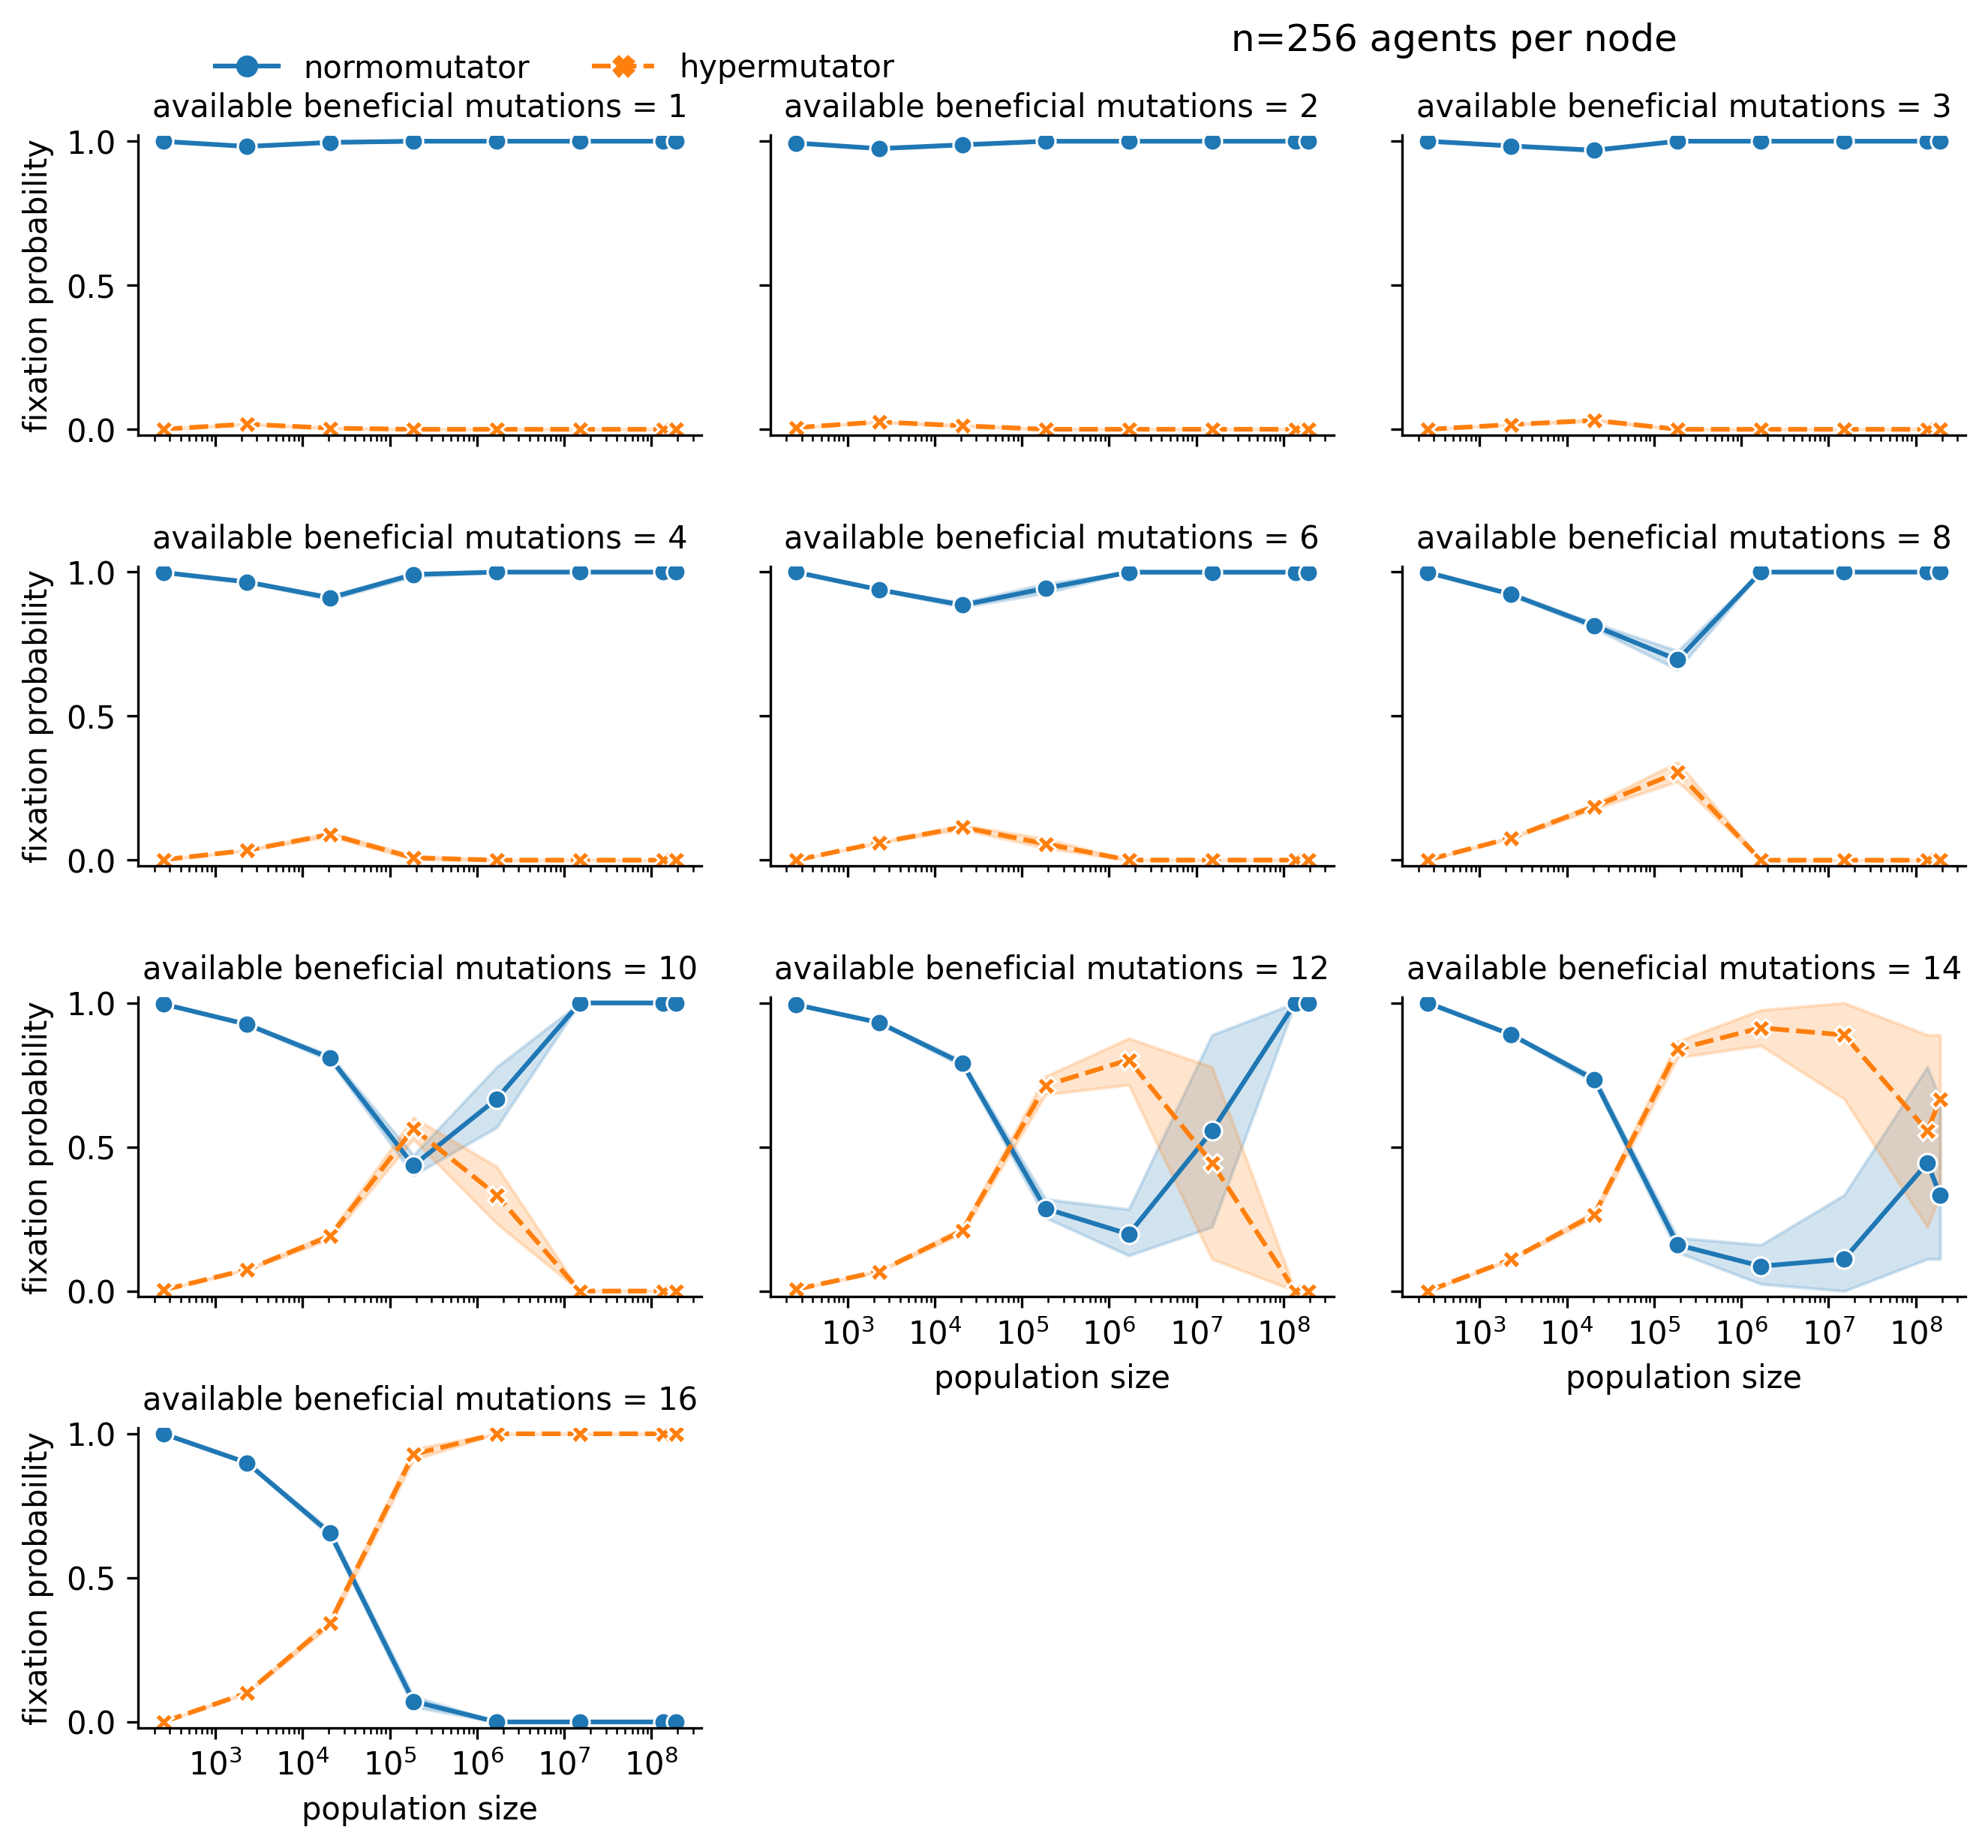 n=256 agents per node
normomutator hypermutator
available beneficial mutations = 1
available beneficial mutations = 2
available beneficial mutations = 3
fixation probability
1.0
0.5
0.0
available beneficial mutations = 4
available beneficial mutations = 6
available beneficial mutations = 8
fixation probability
1.0
0.5
0.0
available beneficial mutations = 10
available beneficial mutations = 12
available beneficial mutations = 14
fixation probability
1.0
0.5
0.0
10³ 10⁴ 10⁵ 10⁶ 10⁷ 10⁸
population size
10³ 10⁴ 10⁵ 10⁶ 10⁷ 10⁸
population size
available beneficial mutations = 16
fixation probability
1.0
0.5
0.0
10³ 10⁴ 10⁵ 10⁶ 10⁷ 10⁸
population size